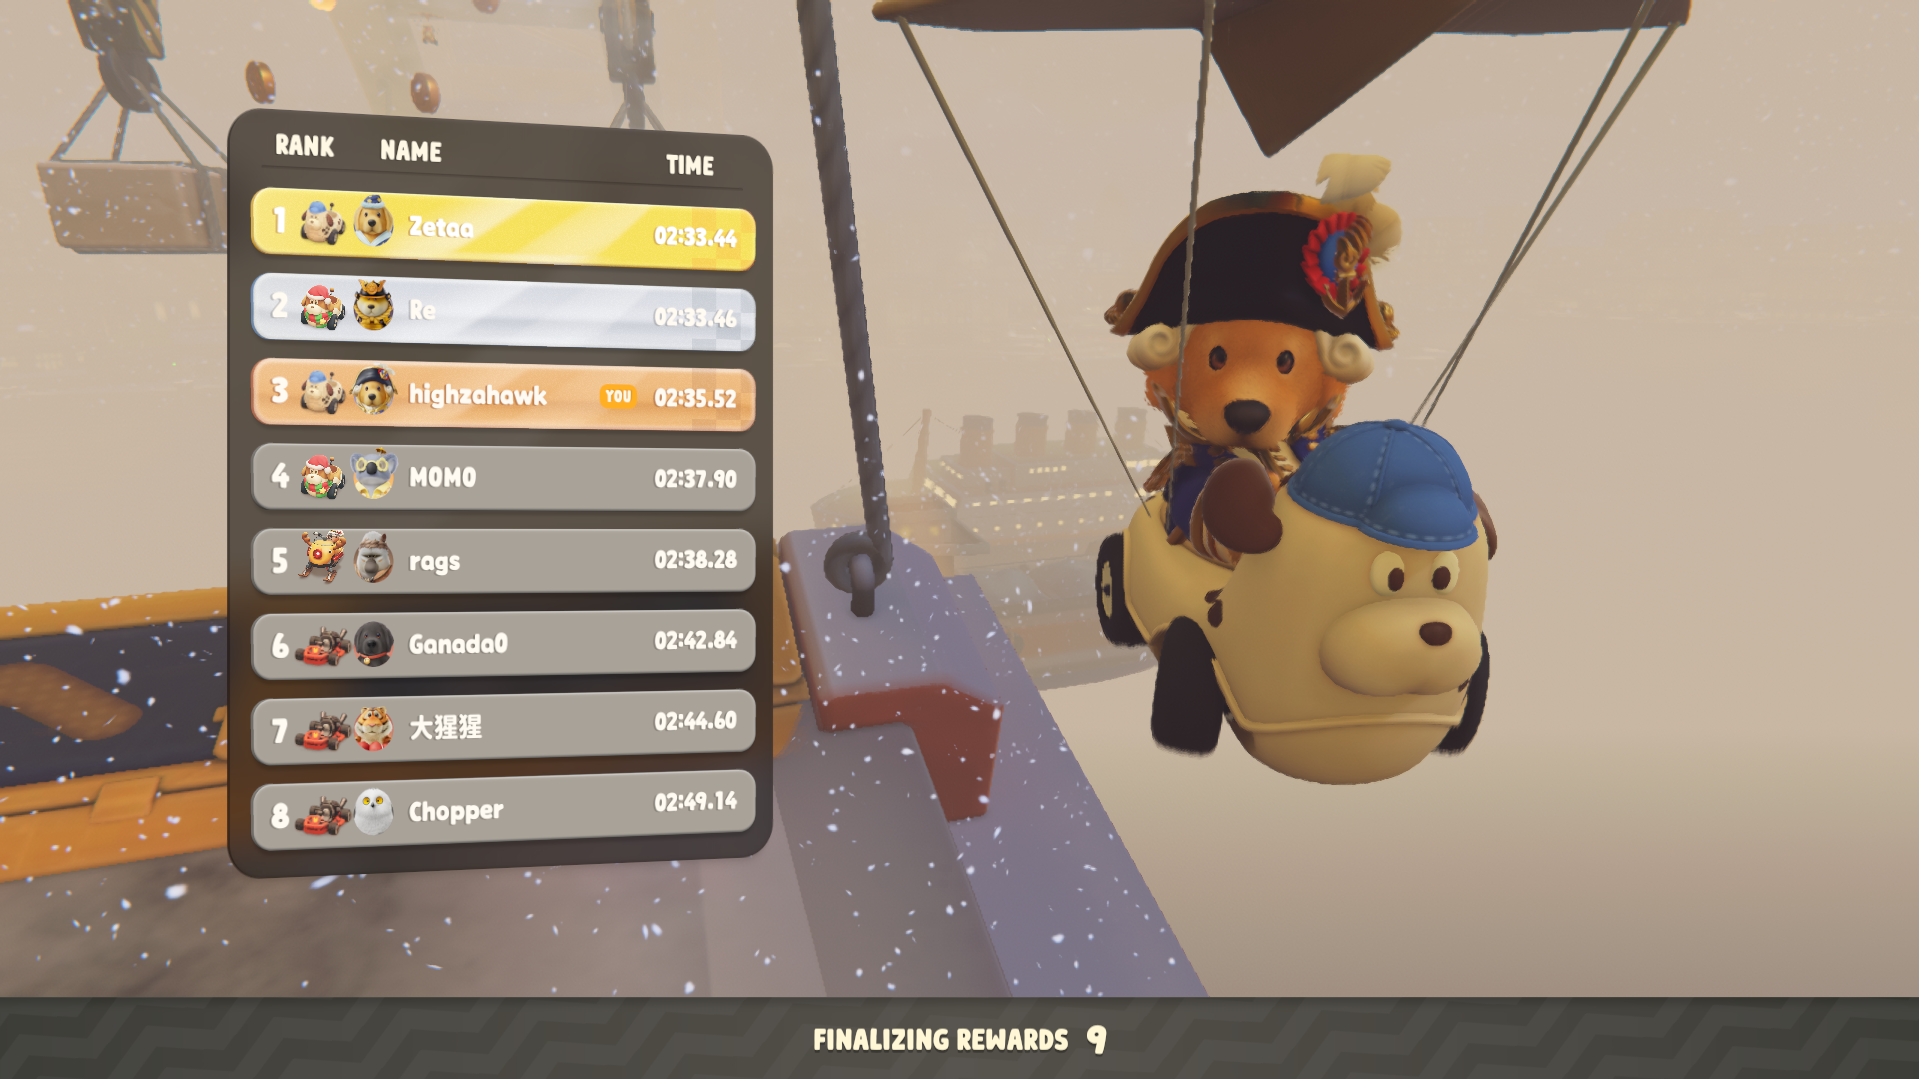 RANK NAME TIME
1 Zetaa 02:33.44
2 Re 02:33.46
3 highzahawk YOU 02:35.52
4 MOMO 02:37.90
5 rags 02:38.28
6 Ganada0 02:42.84
7 大猩猩 02:44.60
8 Chopper 02:49.14
FINALIZING REWARDS 9